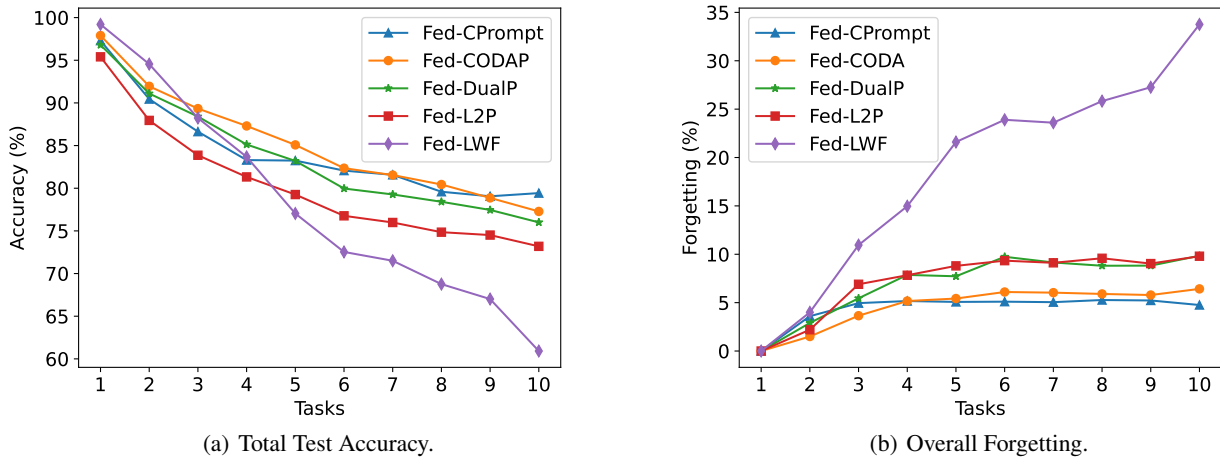 100
95
90
85
80
75
70
65
60
Accuracy (%)
1 2 3 4 5 6 7 8 9 10
Tasks
Fed-CPrompt
Fed-CODAP
Fed-DualP
Fed-L2P
Fed-LWF
(a) Total Test Accuracy.
35
30
25
20
15
10
5
0
Forgetting (%)
1 2 3 4 5 6 7 8 9 10
Tasks
Fed-CPrompt
Fed-CODA
Fed-DualP
Fed-L2P
Fed-LWF
(b) Overall Forgetting.